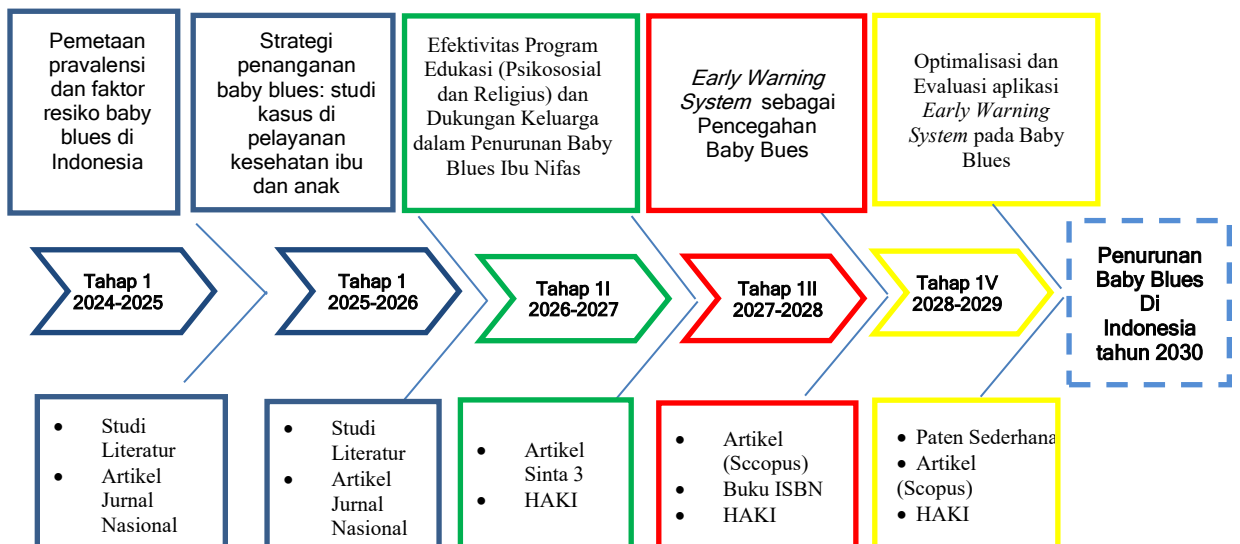 Pemetaan
pravalensi
dan faktor
resiko baby
blues di
Indonesia
Strategi
penanganan
baby blues: studi
kasus di
pelayanan
kesehatan ibu
dan anak
Efektivitas Program
Edukasi (Psikososial
dan Religius) dan
Dukungan Keluarga
dalam Penurunan Baby
Blues Ibu Nifas
Early Warning
System sebagai
Pencegahan
Baby Bues
Optimalisasi dan
Evaluasi aplikasi
Early Warning
System pada Baby
Blues
Tahap 1
2024-2025
Tahap 1
2025-2026
Tahap 1I
2026-2027
Tahap 1II
2027-2028
Tahap 1V
2028-2029
Penurunan
Baby Blues
Di
Indonesia
tahun 2030
• Studi
Literatur
• Artikel
Jurnal
Nasional
• Studi
Literatur
• Artikel
Jurnal
Nasional
• Artikel
Sinta 3
• HAKI
• Artikel
(Sccopus)
• Buku ISBN
• HAKI
• Paten Sederhana
• Artikel
(Scopus)
• HAKI